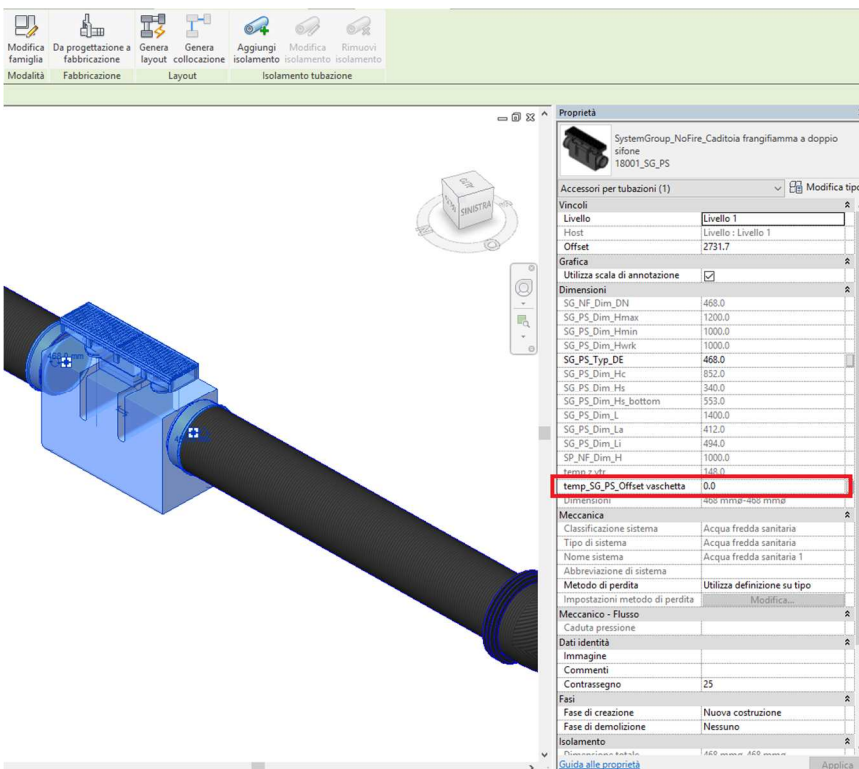 Modifica famiglia
Da progettazione a fabbricazione
Genera layout
Genera collocazione
Aggiungi isolamento
Modifica isolamento
Rimuovi isolamento
Modalità
Fabbricazione
Layout
Isolamento tubazione
SINISTRA
Proprietà
SystemGroup_NoFire_Caditoia frangifiamma a doppio
sifone
18001_SG_PS
Accessori per tubazioni (1)
Modifica tipo
Vincoli
Livello Livello 1
Host Livello : Livello 1
Offset 2731.7
Grafica
Utilizza scala di annotazione
Dimensioni
SG_NF_Dim_DN 468.0
SG_PS_Dim_Hmax 1200.0
SG_PS_Dim_Hmin 1000.0
SG_PS_Dim_Hwrk 1000.0
SG_PS_Typ_DE 468.0
SG_PS_Dim_Hc 852.0
SG_PS_Dim_Hs 340.0
SG_PS_Dim_Hs_bottom 553.0
SG_PS_Dim_L 1400.0
SG_PS_Dim_La 412.0
SG_PS_Dim_Li 494.0
SP_NF_Dim_H 1000.0
temp z vtr 148.0
temp_SG_PS_Offset vaschetta 0.0
Dimensioni 468 mmø-468 mmø
Meccanica
Classificazione sistema Acqua fredda sanitaria
Tipo di sistema Acqua fredda sanitaria
Nome sistema Acqua fredda sanitaria 1
Abbreviazione di sistema
Metodo di perdita Utilizza definizione su tipo
Impostazioni metodo di perdita Modifica...
Meccanico - Flusso
Caduta pressione
Dati identità
Immagine
Commenti
Contrassegno 25
Fasi
Fase di creazione Nuova costruzione
Fase di demolizione Nessuno
Isolamento
Dimensione totale 468 mmø-468 mmø
Guida alle proprietà
Applica